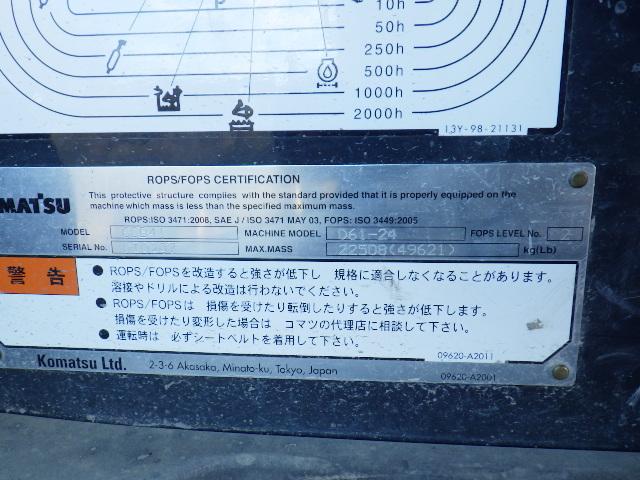 10h
50h
250h
500h
1000h
2000h
13Y-98-21131
ROPS/FOPS CERTIFICATION
This protective structure complies with the standard provided that it is properly equipped on the
machine which mass is less than the specified maximum mass.
MATSU
ROPS:ISO 3471:2008, SAE J / ISO 3471 MAY 03, FOPS: ISO 3449:2005
MODEL MACHINE MODEL D61-24 FOPS LEVEL NO. 2
SERIAL NO. MAX.MASS 22508(49621) kg(Lb)
警告
● ROPS/FOPSを改造すると強さが低下し 規格に適合しなくなることがあります。
溶接やドリルによる改造は行わないでください。
● ROPS/FOPSは 損傷を受けたり転倒したりすると強さが低下します。
損傷を受けたり変形した場合は コマツの代理店に相談して下さい。
● 運転時は 必ずシートベルトを着用して下さい。
09620-A2011
Komatsu Ltd. 2-3-6 Akasaka, Minato-ku, Tokyo, Japan 09620-A2001